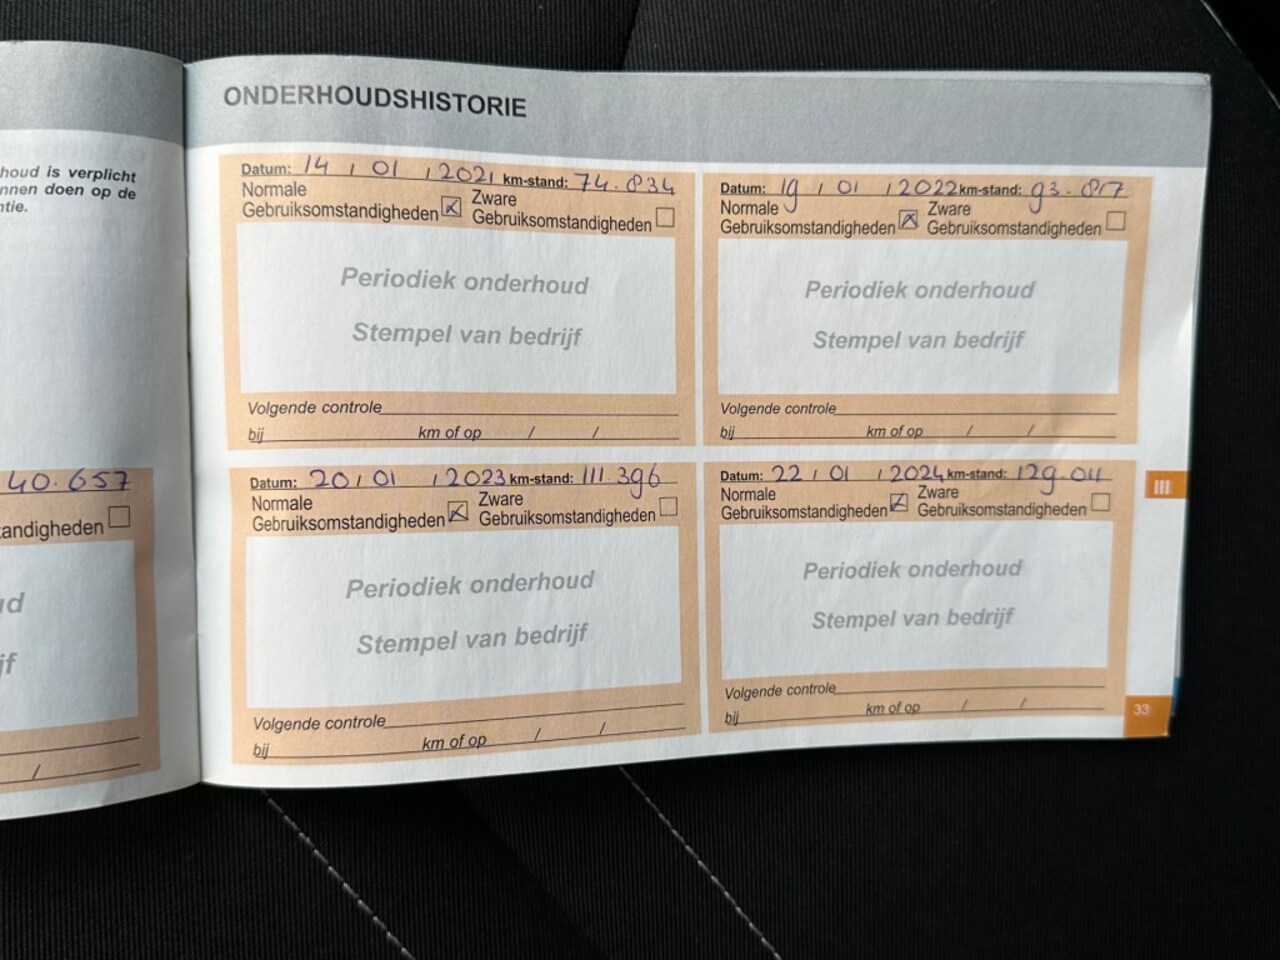 houd is verplicht
nnen doen op de
ntie.
40.657
tandigheden
ud
jf
/
ONDERHOUDSHISTORIE
Datum: 14 / 01 / 2021 km-stand: 74.834
Normale Zware
Gebruiksomstandigheden Gebruiksomstandigheden
Periodiek onderhoud
Stempel van bedrijf
Volgende controle
bij km of op / /
Datum: 19 / 01 / 2022 km-stand: 93.817
Normale Zware
Gebruiksomstandigheden Gebruiksomstandigheden
Periodiek onderhoud
Stempel van bedrijf
Volgende controle
bij km of op / /
Datum: 20 / 01 / 2023 km-stand: 111.396
Normale Zware
Gebruiksomstandigheden Gebruiksomstandigheden
Periodiek onderhoud
Stempel van bedrijf
Volgende controle
bij km of op / /
Datum: 22 / 01 / 2024 km-stand: 129.011
Normale Zware
Gebruiksomstandigheden Gebruiksomstandigheden
Periodiek onderhoud
Stempel van bedrijf
Volgende controle
bij km of op / /
III
33